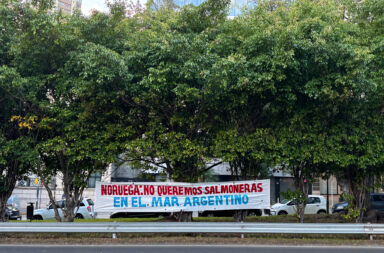 NORUEGA: NO QUEREMOS SALMONERAS
EN EL MAR ARGENTINO